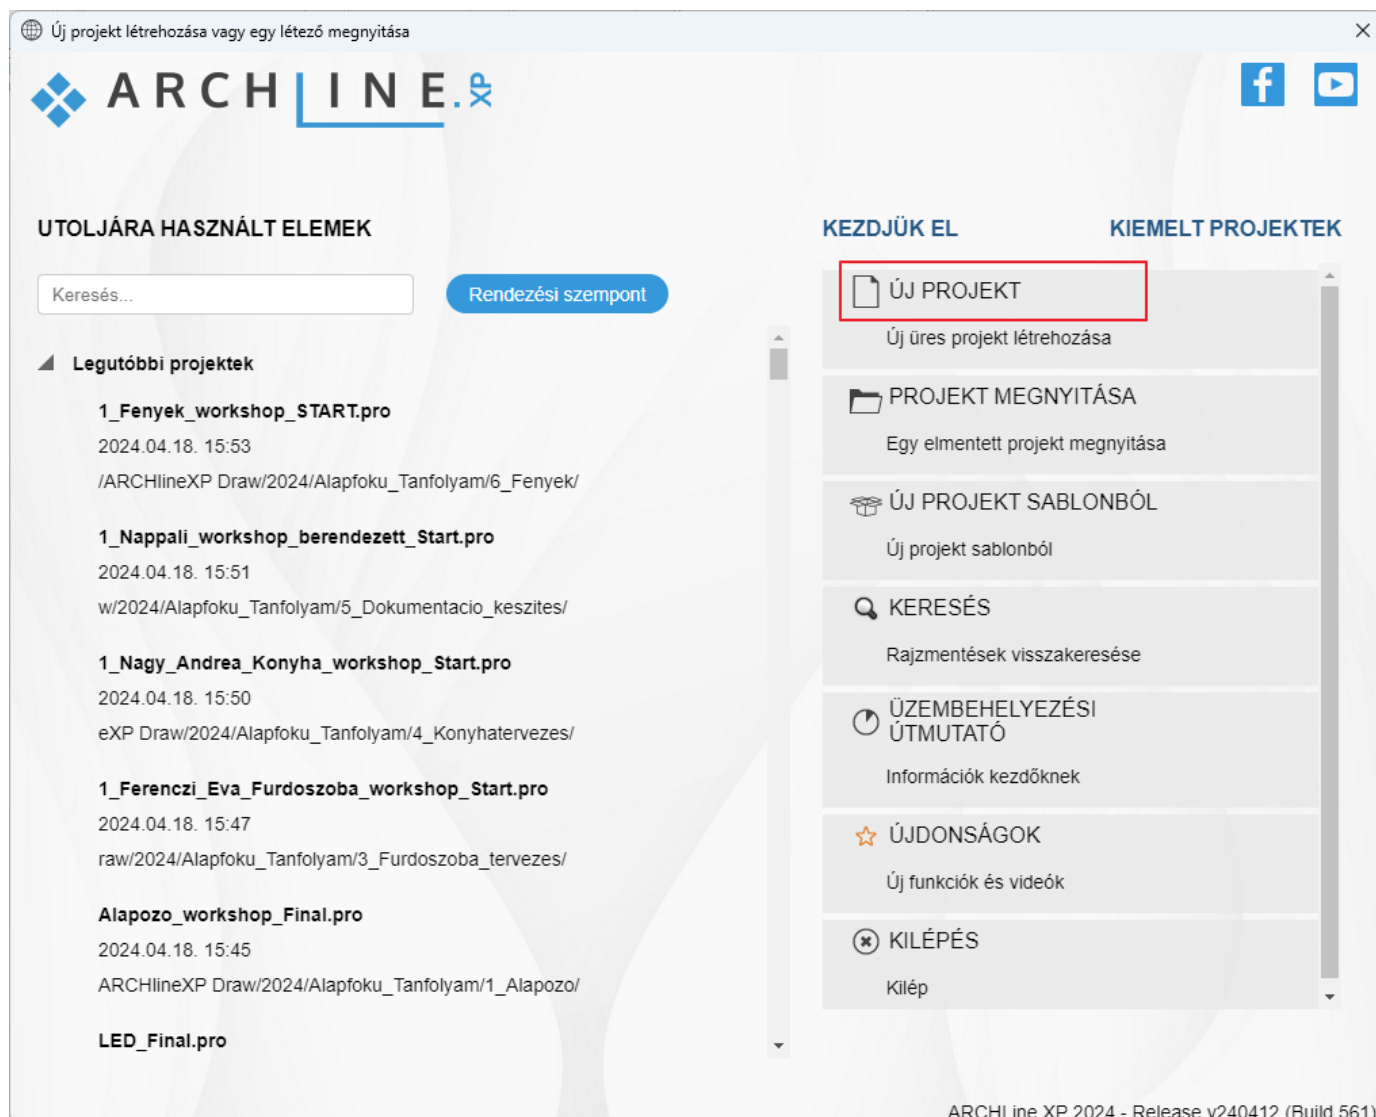 Új projekt létrehozása vagy egy létező megnyitása
ARCHLINE.XP
UTOLJÁRA HASZNÁLT ELEMEK
Keresés...
Rendezési szempont
Legutóbbi projektek
1_Fenyek_workshop_START.pro
2024.04.18. 15:53
/ARCHlineXP Draw/2024/Alapfoku_Tanfolyam/6_Fenyek/
1_Nappali_workshop_berendezett_Start.pro
2024.04.18. 15:51
w/2024/Alapfoku_Tanfolyam/5_Dokumentacio_keszites/
1_Nagy_Andrea_Konyha_workshop_Start.pro
2024.04.18. 15:50
eXP Draw/2024/Alapfoku_Tanfolyam/4_Konyhatervezes/
1_Ferenczi_Eva_Furdoszoba_workshop_Start.pro
2024.04.18. 15:47
raw/2024/Alapfoku_Tanfolyam/3_Furdoszoba_tervezes/
Alapozo_workshop_Final.pro
2024.04.18. 15:45
ARCHlineXP Draw/2024/Alapfoku_Tanfolyam/1_Alapozo/
LED_Final.pro
KEZDJÜK EL
KIEMELT PROJEKTEK
ÚJ PROJEKT
Új üres projekt létrehozása
PROJEKT MEGNYITÁSA
Egy elmentett projekt megnyitása
ÚJ PROJEKT SABLONBÓL
Új projekt sablonból
KERESÉS
Rajzmentések visszakeresése
ÜZEMBEHELYEZÉSI
ÚTMUTATÓ
Információk kezdőknek
ÚJDONSÁGOK
Új funkciók és videók
KILÉPÉS
Kilép
ARCHLine.XP 2024 - Release v240412 (Build 561)